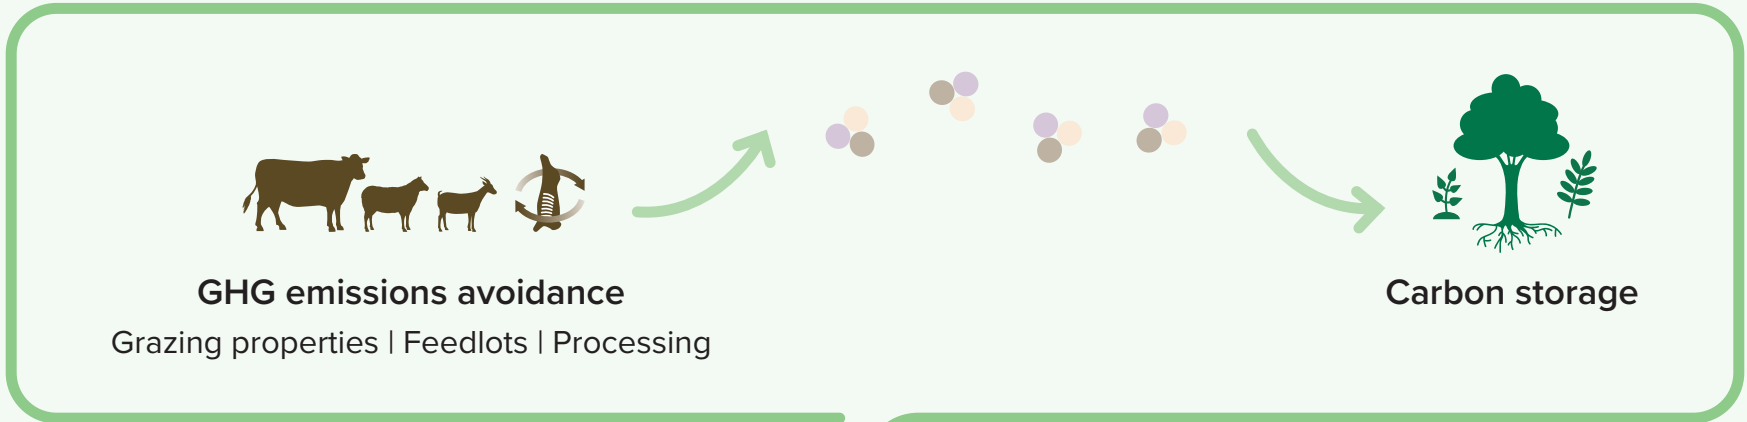 GHG emissions avoidance
Grazing properties | Feedlots | Processing
Carbon storage